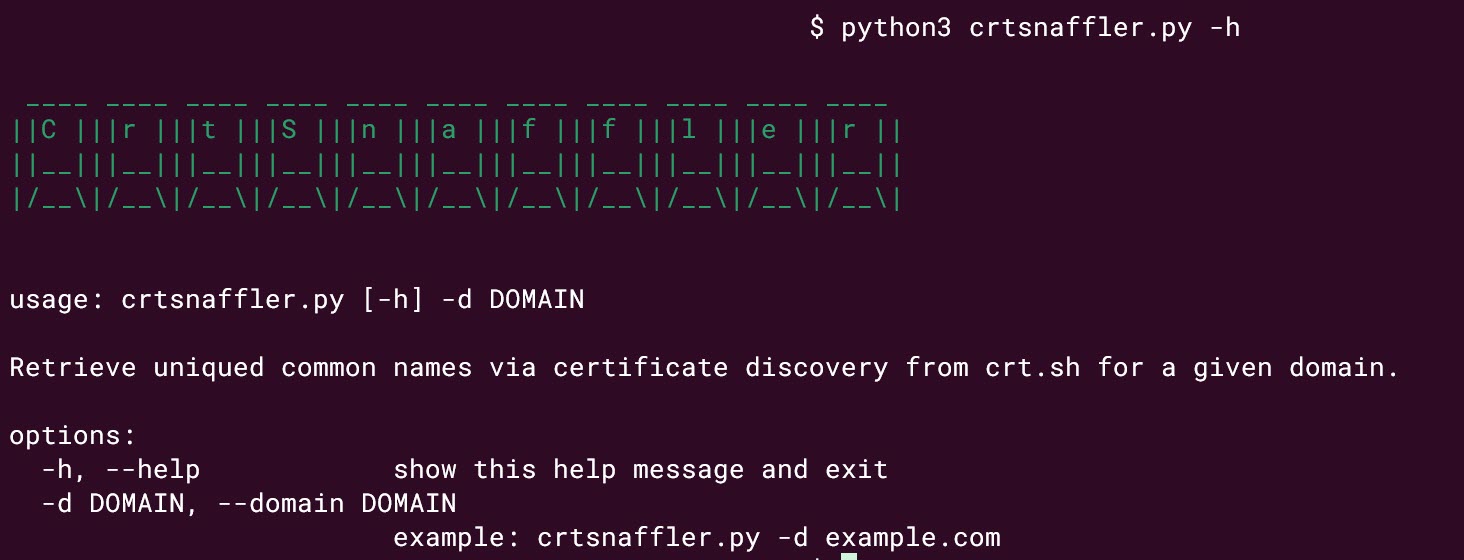 $ python3 crtsnaffler.py -h
 ____ ____ ____ ____ ____ ____ ____ ____ ____ ____ ____
||C |||r |||t |||S |||n |||a |||f |||f |||l |||e |||r ||
||__|||__|||__|||__|||__|||__|||__|||__|||__|||__|||__||
|/__\|/__\|/__\|/__\|/__\|/__\|/__\|/__\|/__\|/__\|/__\|
usage: crtsnaffler.py [-h] -d DOMAIN
Retrieve uniqued common names via certificate discovery from crt.sh for a given domain.
options:
  -h, --help            show this help message and exit
  -d DOMAIN, --domain DOMAIN
                        example: crtsnaffler.py -d example.com